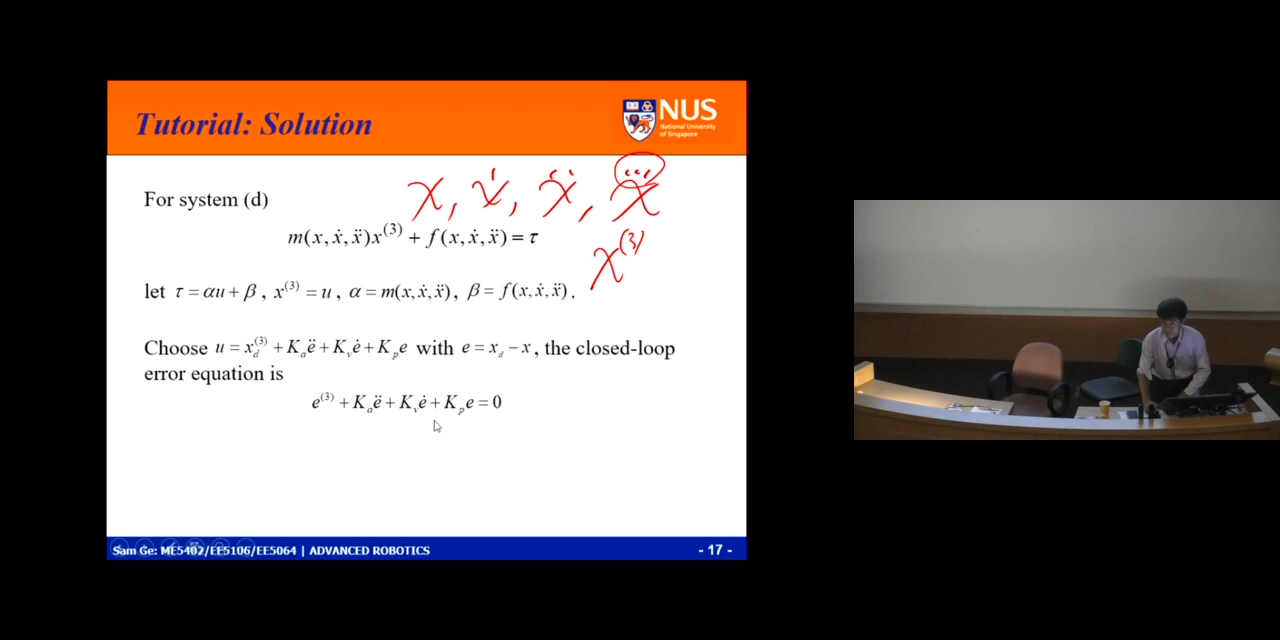 Tutorial: Solution
NUS
National University
of Singapore
For system (d)
x, ẋ, ẍ, x⃛
m(x, ẋ, ẍ)x⁽³⁾ + f(x, ẋ, ẍ) = τ
x⁽³⁾
let τ = αu + β , x⁽³⁾ = u , α = m(x, ẋ, ẍ), β = f(x, ẋ, ẍ) .
Choose u = x_d⁽³⁾ + K_a ë + K_v ė + K_p e with e = x_d − x , the closed-loop
error equation is
e⁽³⁾ + K_a ë + K_v ė + K_p e = 0
Sam Ge: ME5402/EE5106/EE5064 | ADVANCED ROBOTICS
- 17 -